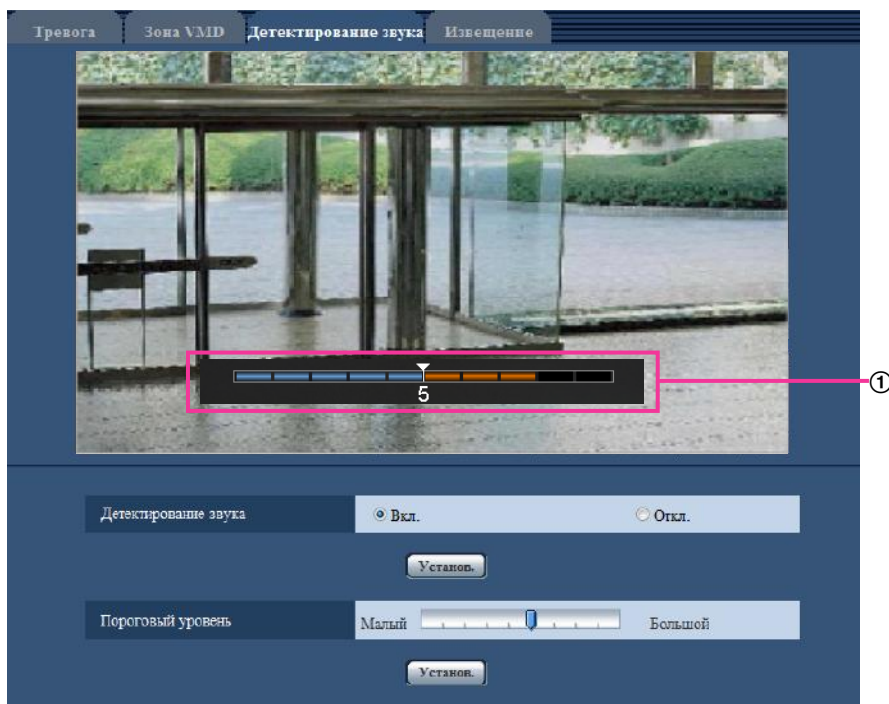 Тревога Зона VMD Детектирование звука Извещение
5
①
Детектирование звука Вкл. Откл.
Установ.
Пороговый уровень Малый Большой
Установ.